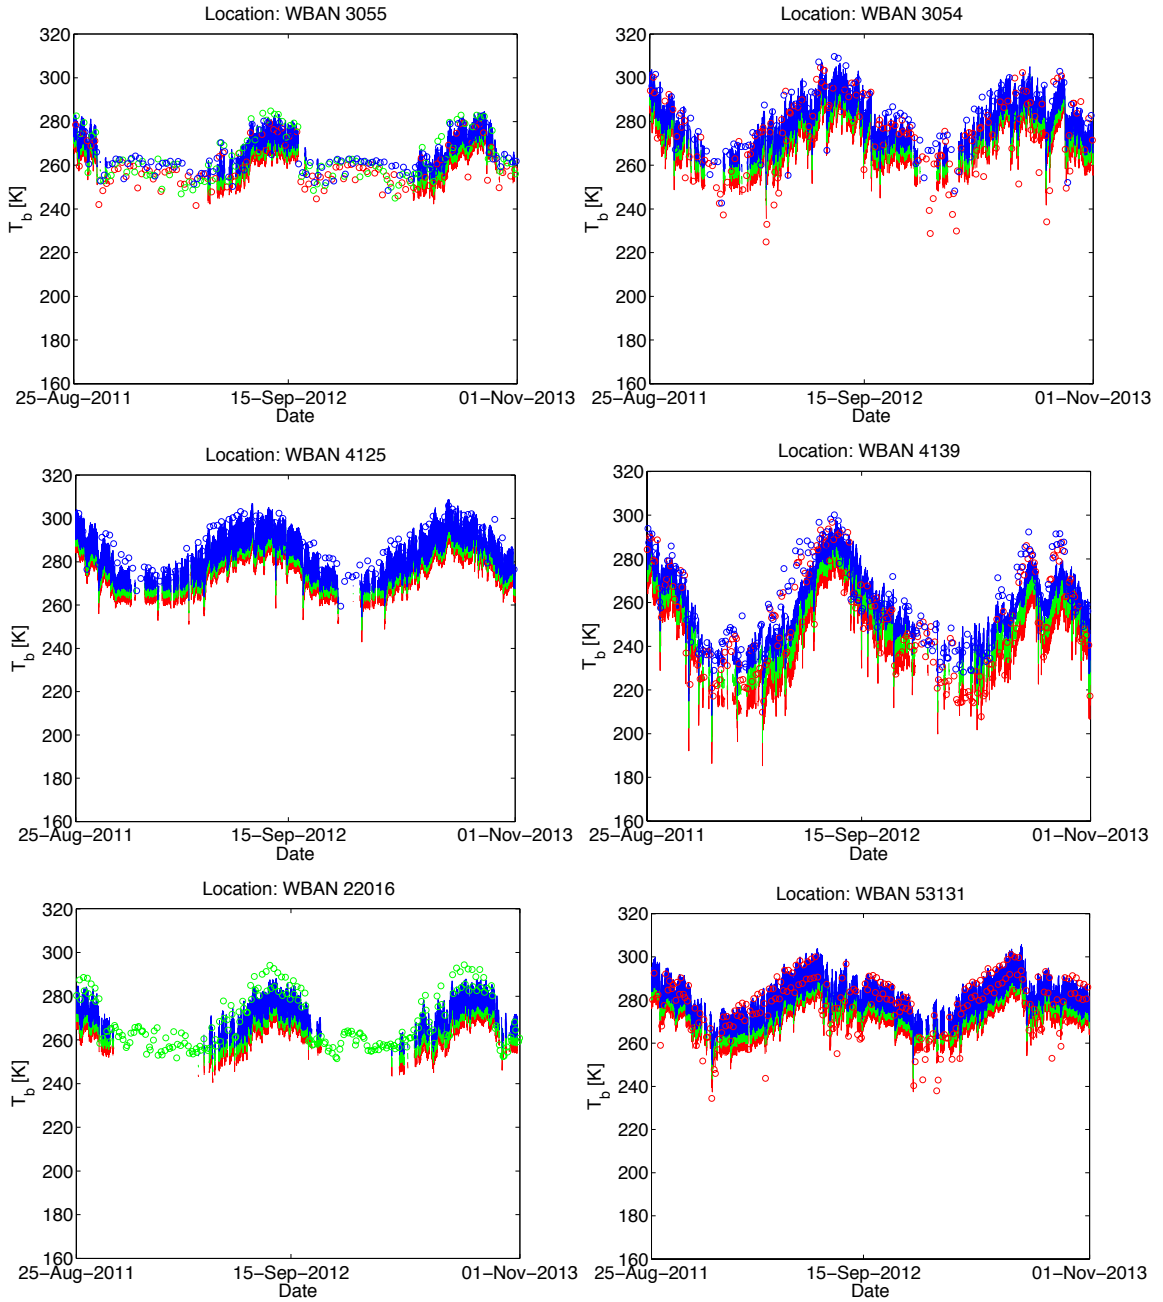 Location: WBAN 3055
320
300
280
260
240
220
200
180
160
T_b [K]
25-Aug-2011
15-Sep-2012
01-Nov-2013
Date
Location: WBAN 3054
320
300
280
260
240
220
200
180
160
T_b [K]
25-Aug-2011
15-Sep-2012
01-Nov-2013
Date
Location: WBAN 4125
320
300
280
260
240
220
200
180
160
T_b [K]
25-Aug-2011
15-Sep-2012
01-Nov-2013
Date
Location: WBAN 4139
320
300
280
260
240
220
200
180
160
T_b [K]
25-Aug-2011
15-Sep-2012
01-Nov-2013
Date
Location: WBAN 22016
320
300
280
260
240
220
200
180
160
T_b [K]
25-Aug-2011
15-Sep-2012
01-Nov-2013
Date
Location: WBAN 53131
320
300
280
260
240
220
200
180
160
T_b [K]
25-Aug-2011
15-Sep-2012
01-Nov-2013
Date